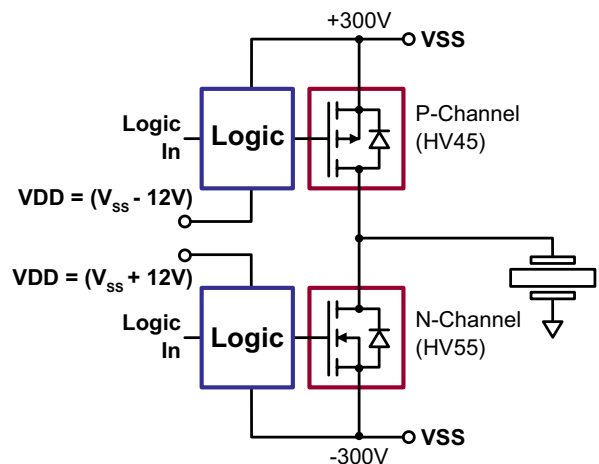 +300V
VSS
P-Channel
(HV45)
Logic
In
Logic
VDD = (VSS - 12V)
VDD = (VSS + 12V)
Logic
In
Logic
N-Channel
(HV55)
VSS
-300V